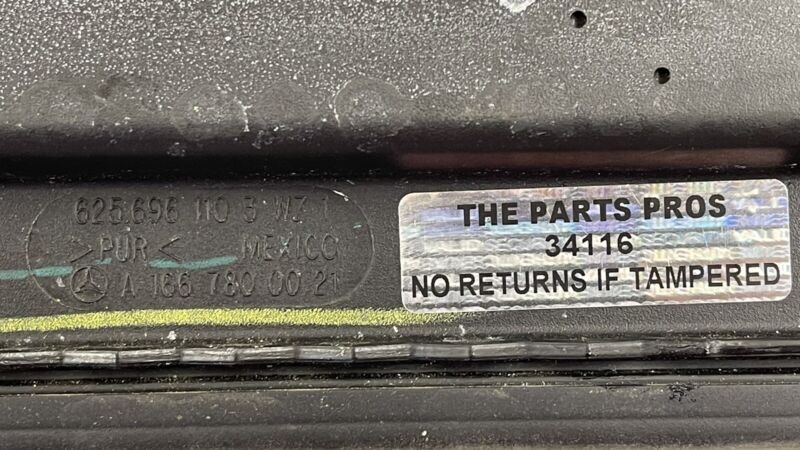 625.696 110 3 WZ 1
>PUR< MEXICO
A 166 780 00 21
THE PARTS PROS
34116
NO RETURNS IF TAMPERED